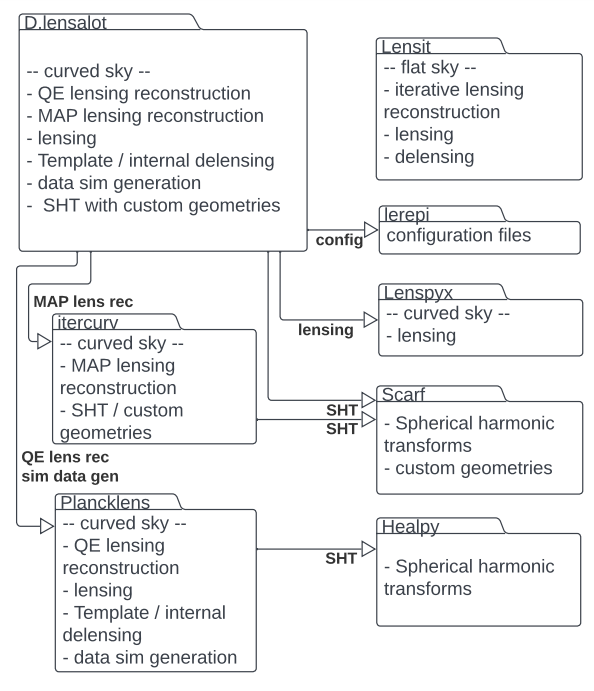 D.lensalot
-- curved sky --
- QE lensing reconstruction
- MAP lensing reconstruction
- lensing
- Template / internal delensing
- data sim generation
-  SHT with custom geometries
Lensit
-- flat sky --
- iterative lensing
reconstruction
- lensing
- delensing
lerepi
configuration files
config
Lenspyx
-- curved sky --
- lensing
lensing
MAP lens rec
itercurv
-- curved sky --
- MAP lensing
reconstruction
- SHT / custom
geometries
Scarf
- Spherical harmonic
transforms
- custom geometries
SHT
SHT
QE lens rec
sim data gen
Plancklens
-- curved sky --
- QE lensing
reconstruction
- lensing
- Template / internal
delensing
- data sim generation
Healpy
- Spherical harmonic
transforms
SHT